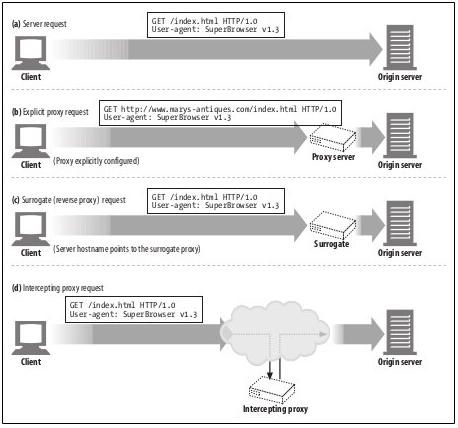 (a) Server request
GET /index.html HTTP/1.0
User-agent: SuperBrowser v1.3
Client
Origin server
(b) Explicit proxy request
GET http://www.marys-antiques.com/index.html HTTP/1.0
User-agent: SuperBrowser v1.3
Client
(Proxy explicitly configured)
Proxy server
Origin server
(c) Surrogate (reverse proxy) request
GET /index.html HTTP/1.0
User-agent: SuperBrowser v1.3
Client
(Server hostname points to the surrogate proxy)
Surrogate
Origin server
(d) Intercepting proxy request
GET /index.html HTTP/1.0
User-agent: SuperBrowser v1.3
Client
Origin server
Intercepting proxy